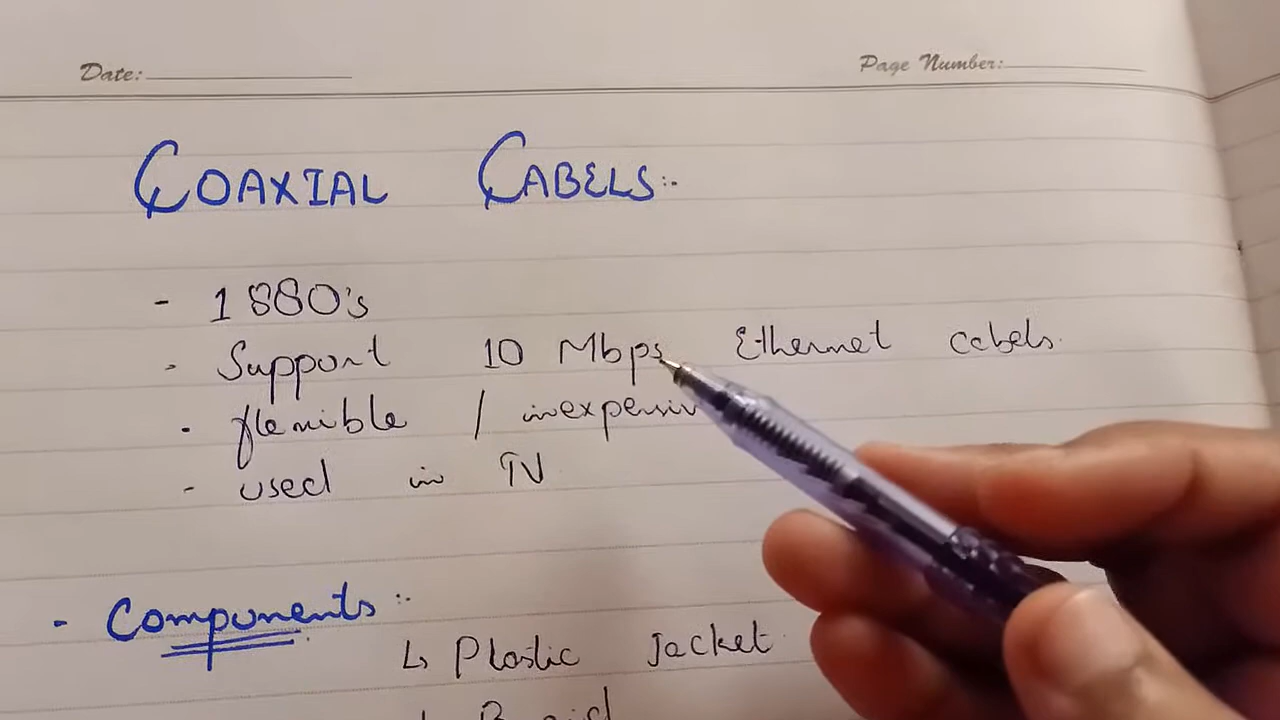 Date: Page Number:
COAXIAL CABELS:-
- 1880's
- Support 10 Mbps Ethernet cabels.
- flexible / inexpensiv
- used in TV
- Components :-
↳ Plastic Jacket
↳ Braid